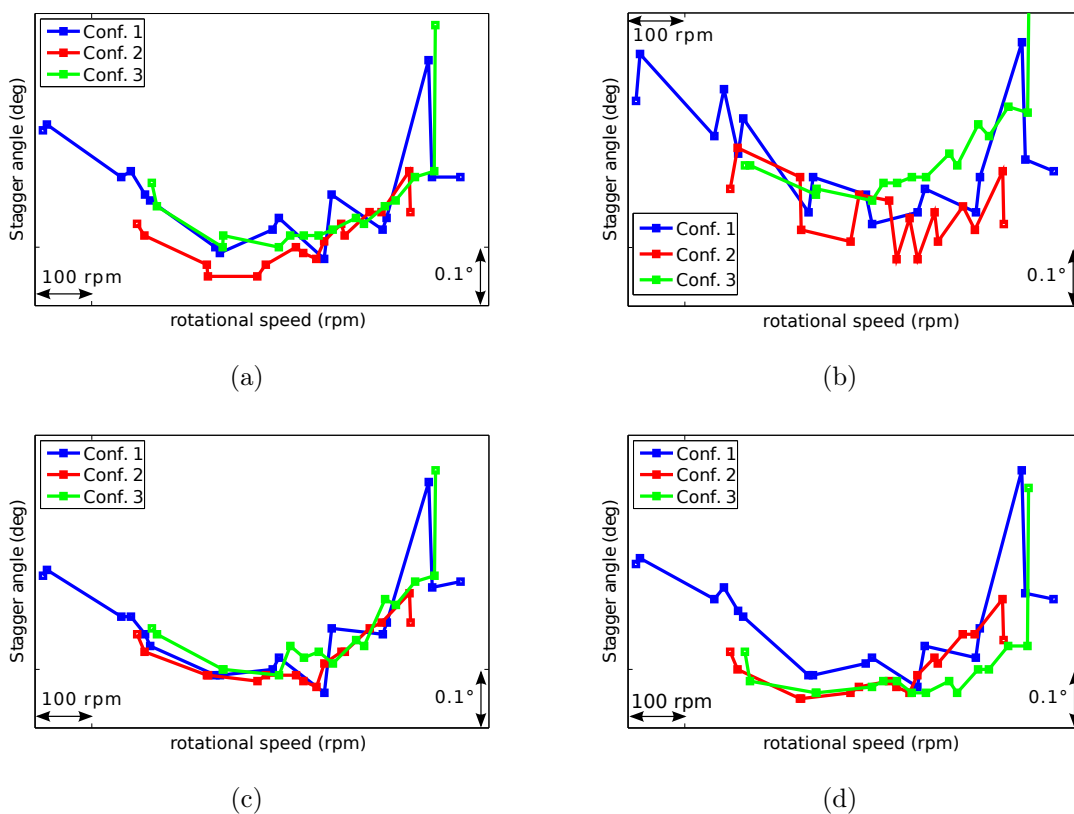 Stagger angle (deg)
Conf. 1
Conf. 2
Conf. 3
100 rpm
0.1°
rotational speed (rpm)
(a)
Stagger angle (deg)
100 rpm
Conf. 1
Conf. 2
Conf. 3
0.1°
rotational speed (rpm)
(b)
Stagger angle (deg)
Conf. 1
Conf. 2
Conf. 3
100 rpm
0.1°
rotational speed (rpm)
(c)
Stagger angle (deg)
Conf. 1
Conf. 2
Conf. 3
100 rpm
0.1°
rotational speed (rpm)
(d)